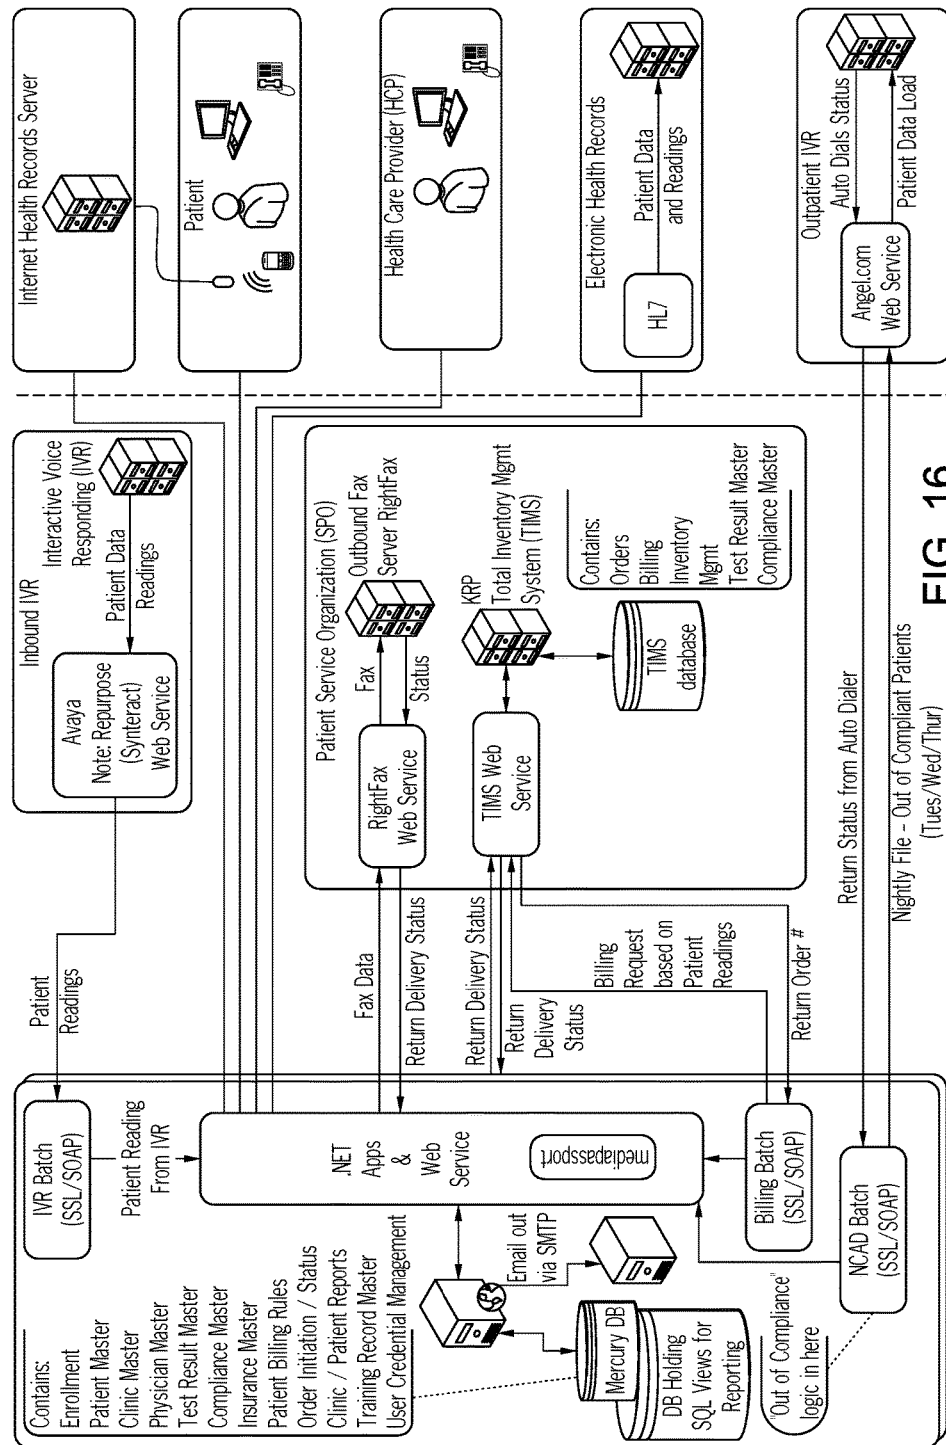 Contains:
Enrollment
Patient Master
Clinic Master
Physician Master
Test Result Master
Compliance Master
Insurance Master
Patient Billing Rules
Order Initiation / Status
Clinic / Patient Reports
Training Record Master
User Credential Management
IVR Batch
(SSL/SOAP)
Patient Reading
From IVR
.NET
Apps
&
Web
Service
mediapassport
Email out
via SMTP
Mercury DB
DB Holding
SQL Views for
Reporting
"Out of Compliance"
logic in here
Billing Batch
(SSL/SOAP)
NCAD Batch
(SSL/SOAP)
Patient
Readings
Fax Data
Return Delivery Status
Return Delivery Status
Return
Delivery
Status
Billing
Request
based on
Patient
Readings
Return Order #
Return Status from Auto Dialer
Nightly File - Out of Compliant Patients
(Tues/Wed/Thur)
Inbound IVR
Avaya
Note: Repurpose
(Synteract)
Web Service
Patient Data
Readings
Interactive Voice
Responding (IVR)
Patient Service Organization (SPO)
RightFax
Web Service
Fax
Status
Outbound Fax
Server RightFax
TIMS Web
Service
KRP
Total Inventory Mgmt
System (TIMS)
TIMS
database
Contains:
Orders
Billing
Inventory
Mgmt
Test Result Master
Compliance Master
Internet Health Records Server
Patient
Health Care Provider (HCP)
Electronic Health Records
HL7
Patient Data
and Readings
Outpatient IVR
Angel.com
Web Service
Auto Dials Status
Patient Data Load
FIG. 16